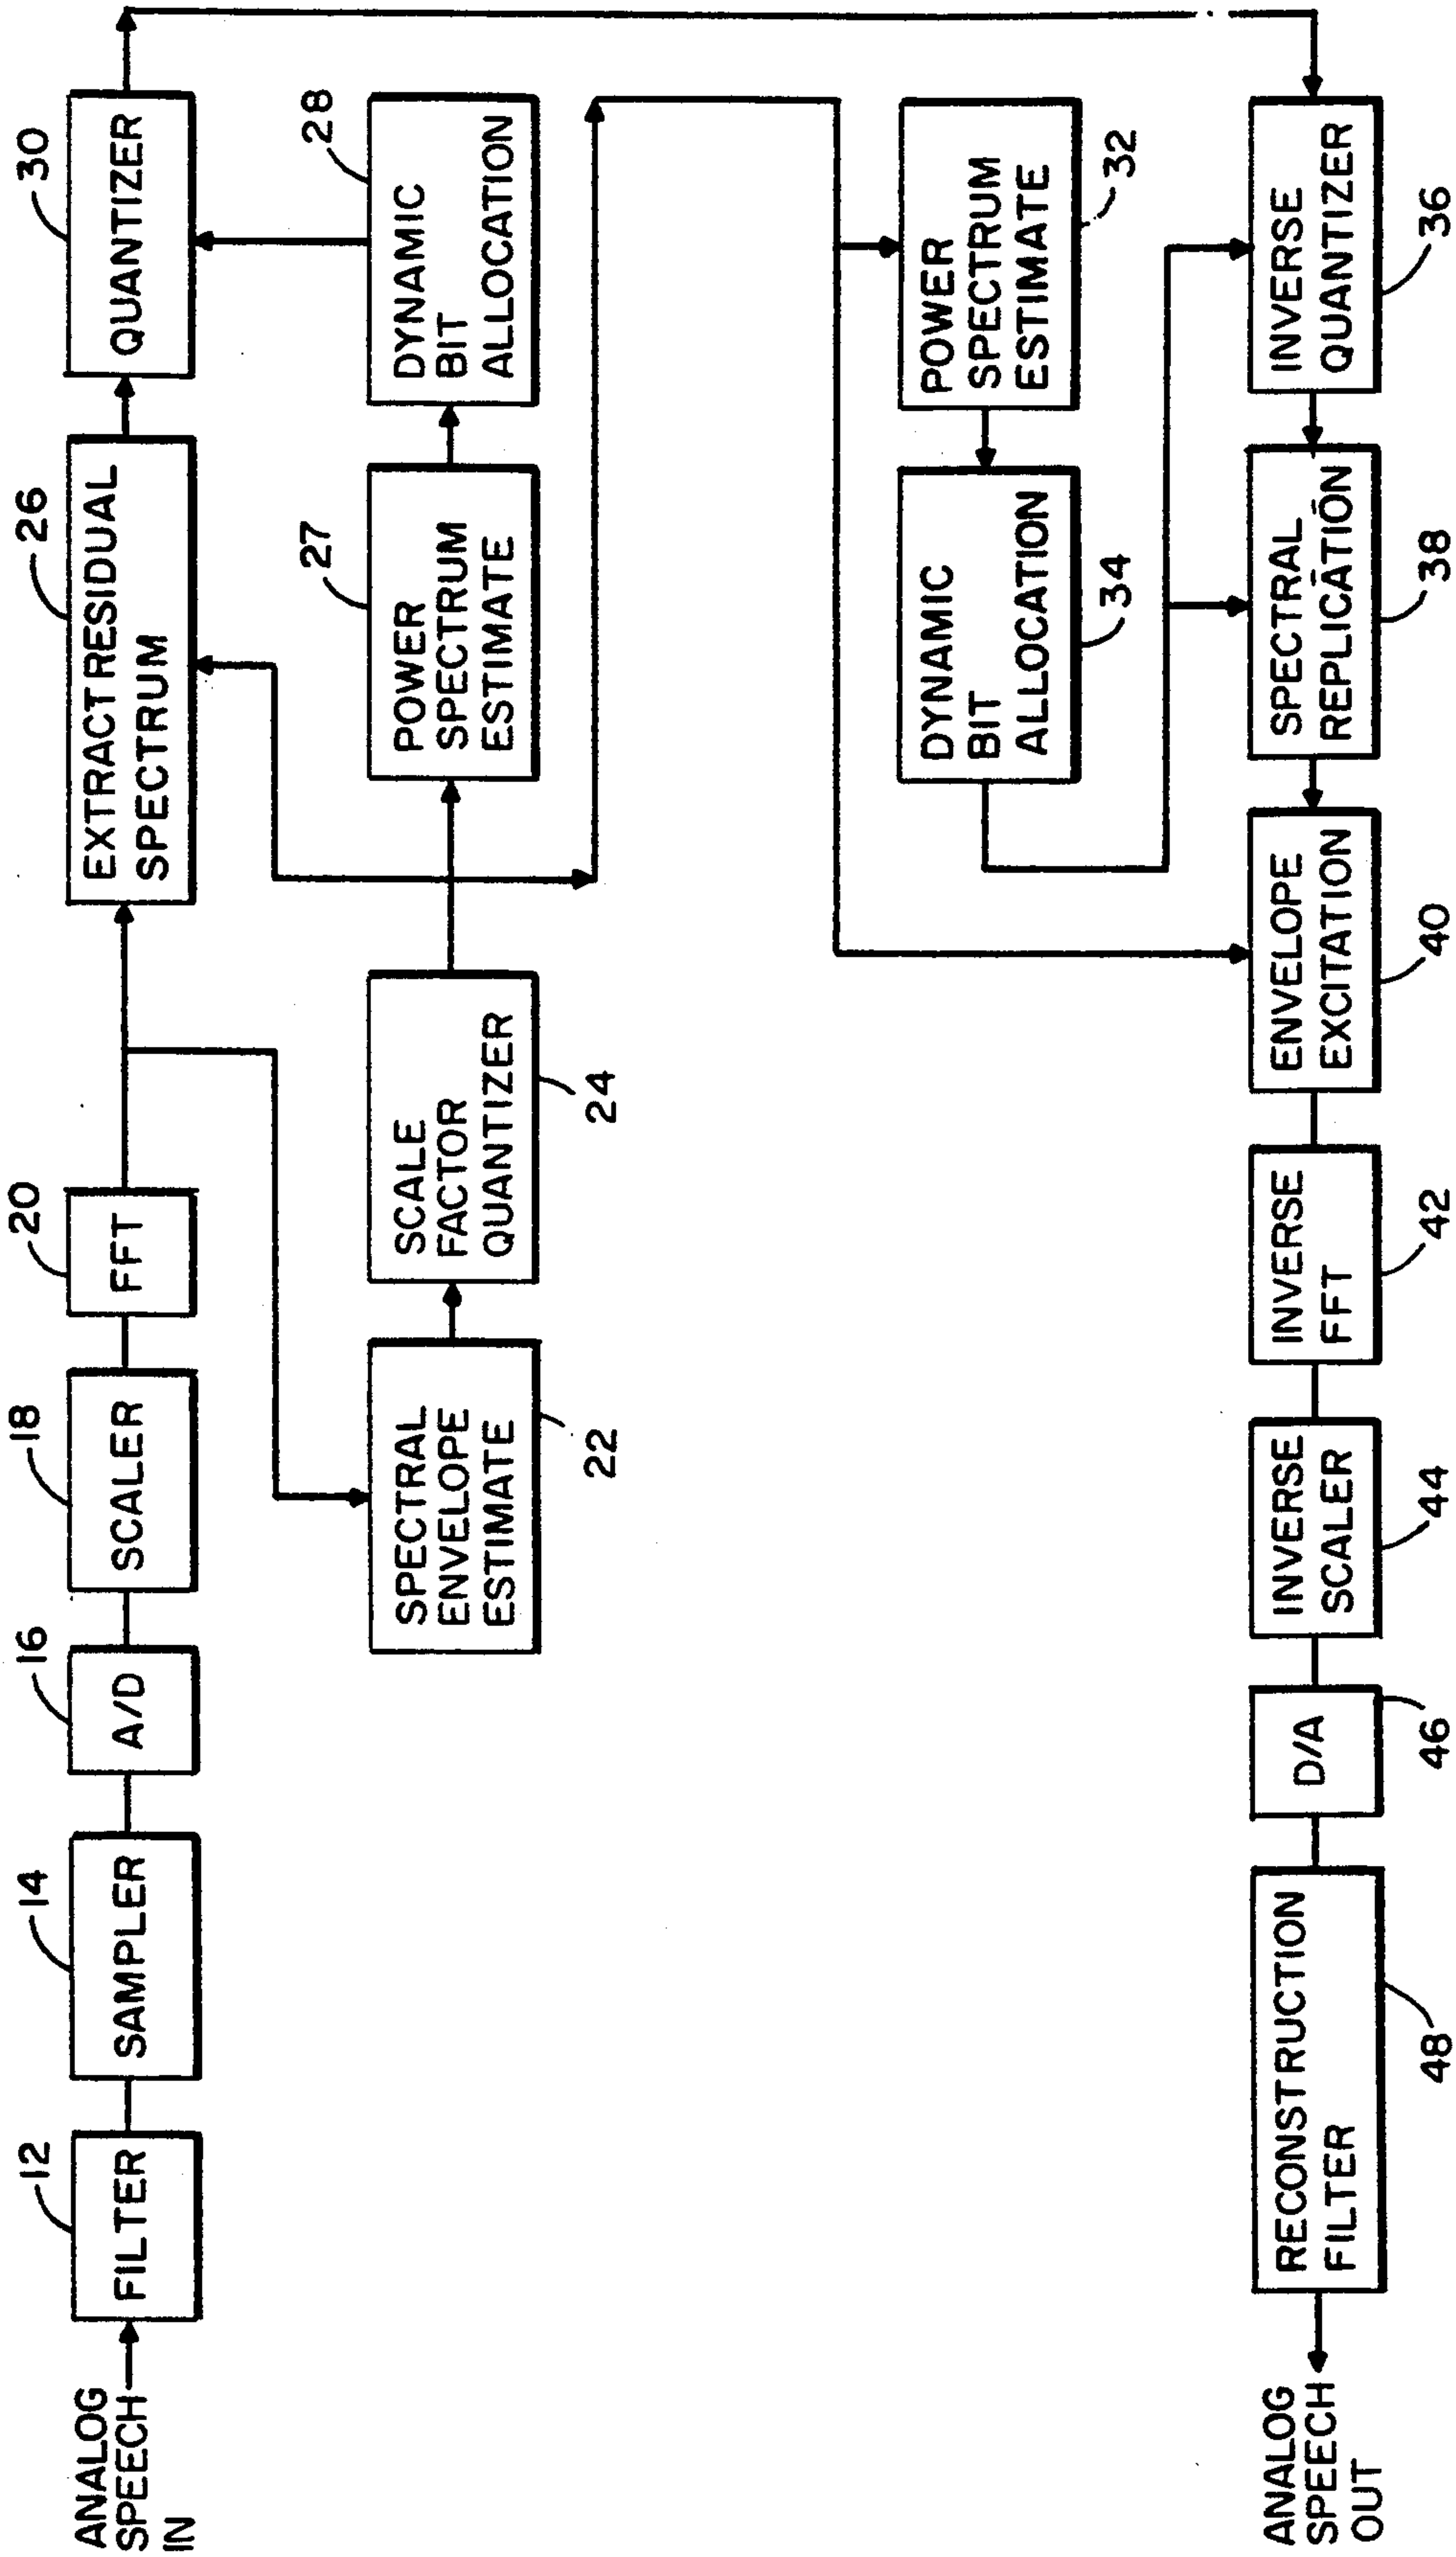 ANALOG
SPEECH
IN
12
FILTER
14
SAMPLER
16
A/D
18
SCALER
20
FFT
26
EXTRACT RESIDUAL
SPECTRUM
30
QUANTIZER
SPECTRAL
ENVELOPE
ESTIMATE
22
SCALE
FACTOR
QUANTIZER
24
27
POWER
SPECTRUM
ESTIMATE
28
DYNAMIC
BIT
ALLOCATION
DYNAMIC
BIT
ALLOCATION
34
POWER
SPECTRUM
ESTIMATE
32
ANALOG
SPEECH
OUT
RECONSTRUCTION
FILTER
48
D/A
46
INVERSE
SCALER
44
INVERSE
FFT
42
ENVELOPE
EXCITATION
40
SPECTRAL
REPLICATION
38
INVERSE
QUANTIZER
36